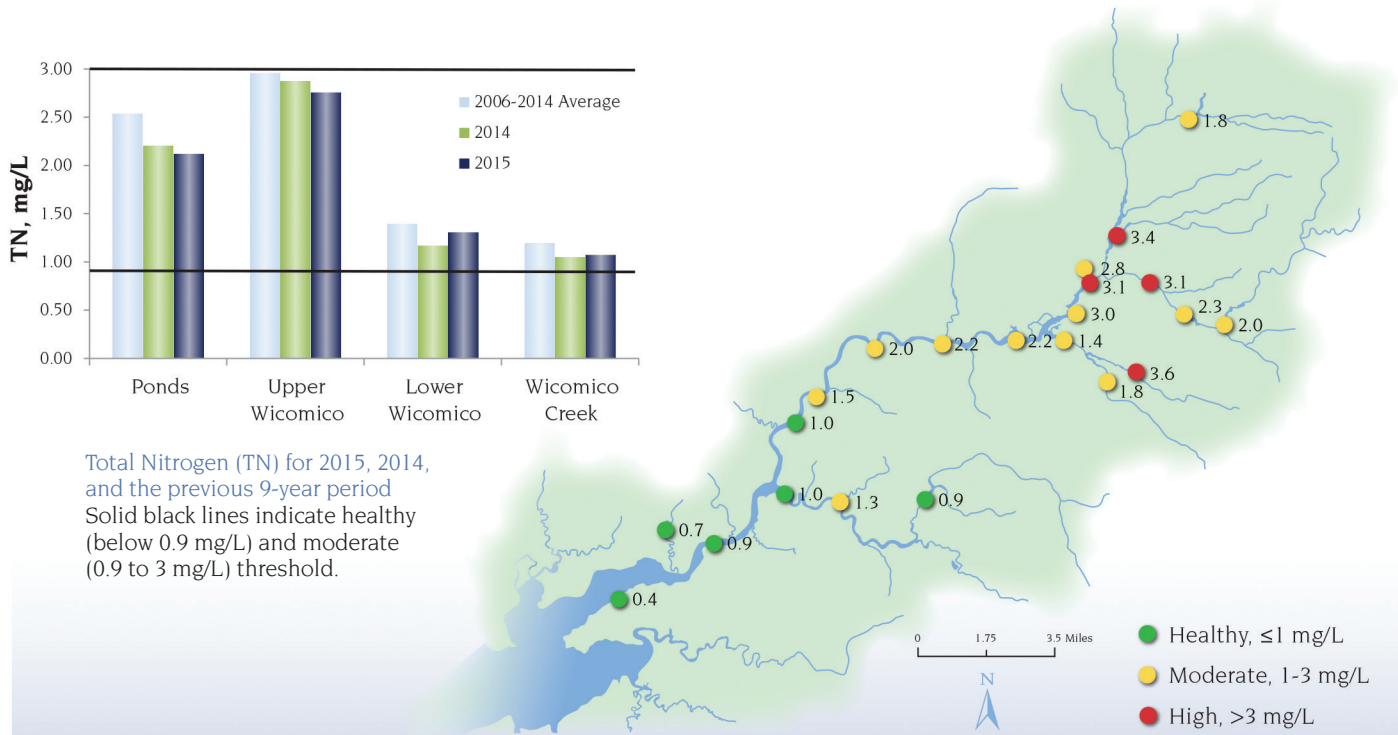 3.00
2.50
2.00
1.50
1.00
0.50
0.00
TN, mg/L
2006-2014 Average
2014
2015
Ponds
Upper
Wicomico
Lower
Wicomico
Wicomico
Creek
Total Nitrogen (TN) for 2015, 2014,
and the previous 9-year period
Solid black lines indicate healthy
(below 0.9 mg/L) and moderate
(0.9 to 3 mg/L) threshold.
1.8
3.4
2.8
3.1
3.1
3.0
2.3
2.0
2.0
2.2
2.2
1.4
3.6
1.8
1.5
1.0
1.0
1.3
0.9
0.7
0.9
0.4
0 1.75 3.5 Miles
N
Healthy, ≤1 mg/L
Moderate, 1-3 mg/L
High, >3 mg/L